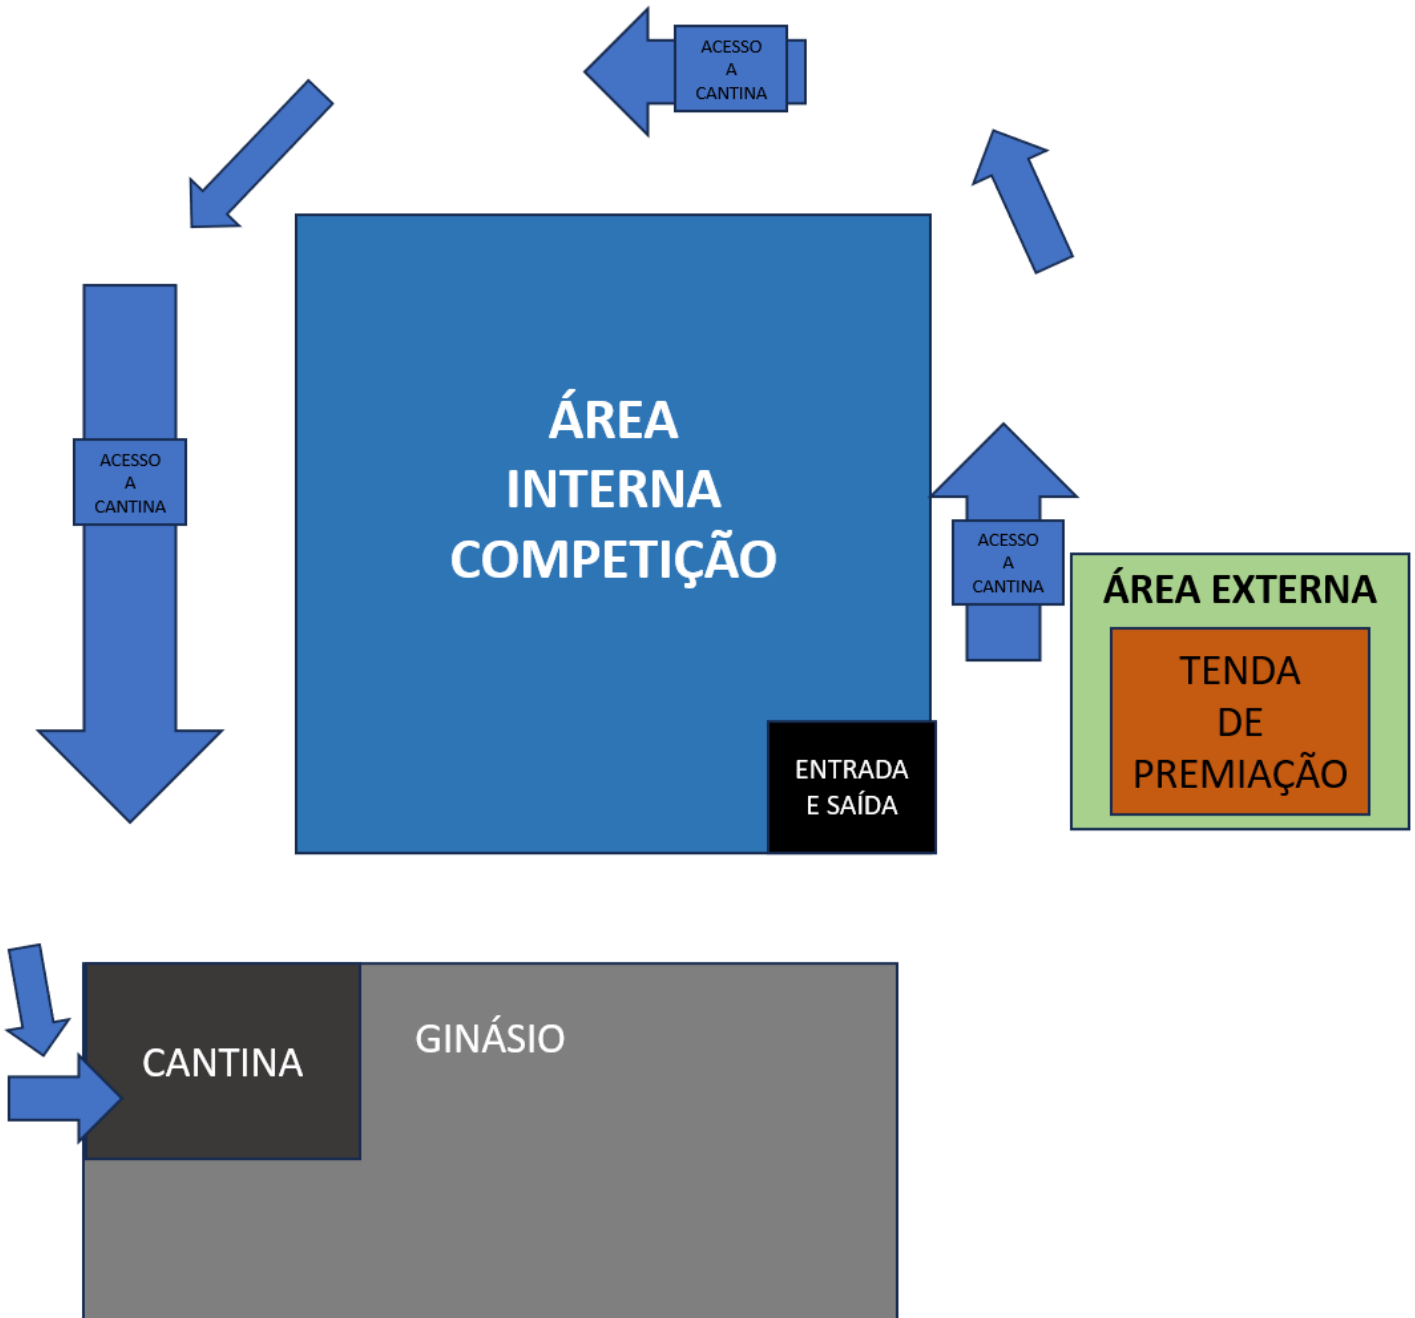 ACESSO
A
CANTINA
ÁREA
INTERNA
COMPETIÇÃO
ACESSO
A
CANTINA
ACESSO
A
CANTINA
ÁREA EXTERNA
TENDA
DE
PREMIAÇÃO
ENTRADA
E SAÍDA
CANTINA
GINÁSIO